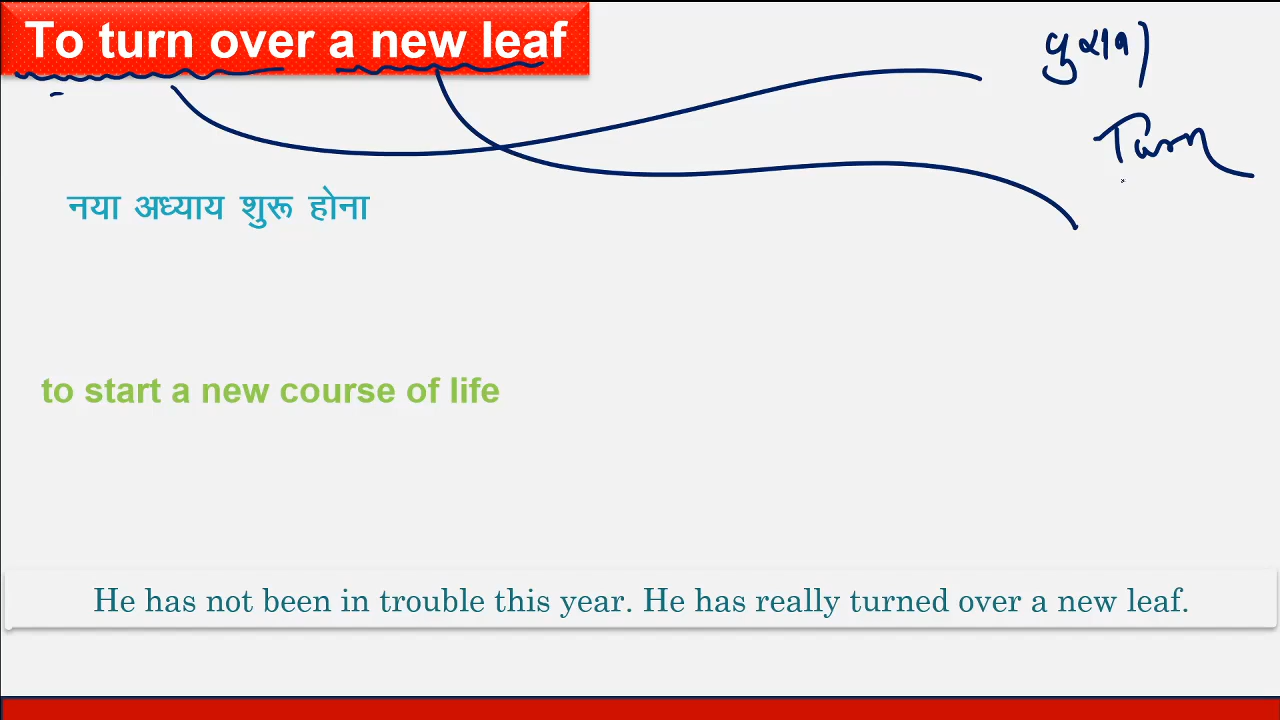 To turn over a new leaf
Turn
नया अध्याय शुरू होना
to start a new course of life
He has not been in trouble this year. He has really turned over a new leaf.